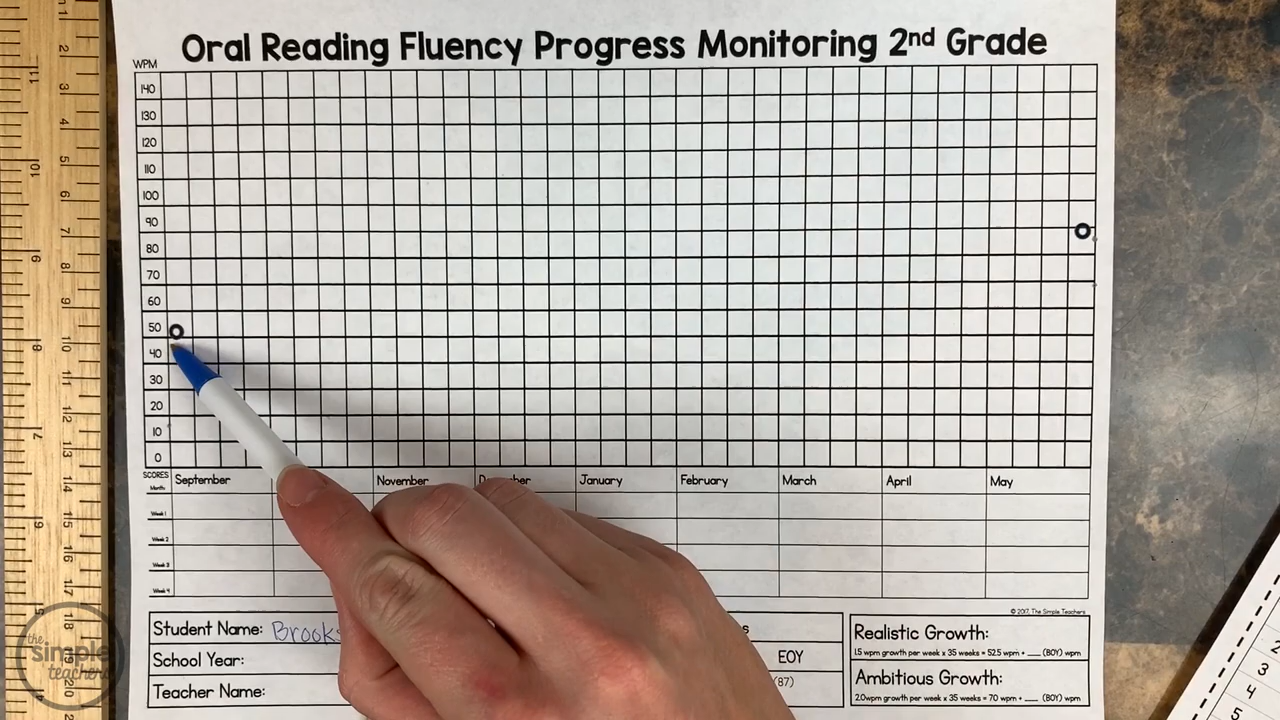 Oral Reading Fluency Progress Monitoring 2nd Grade
WPM
140
130
120
110
100
90
80
70
60
50
40
30
20
10
0
SCORES
Month:
September November December January February March April May
Week 1
Week 2
Week 3
Week 4
© 2017, The Simple Teachers
Student Name: Brooks
School Year:
Teacher Name:
EOY
(87)
Realistic Growth:
1.5 wpm growth per week x 35 weeks = 52.5 wpm + ___ (BOY) wpm
Ambitious Growth:
2.0wpm growth per week x 35 weeks = 70 wpm + ___ (BOY) wpm
the
simple
teachers